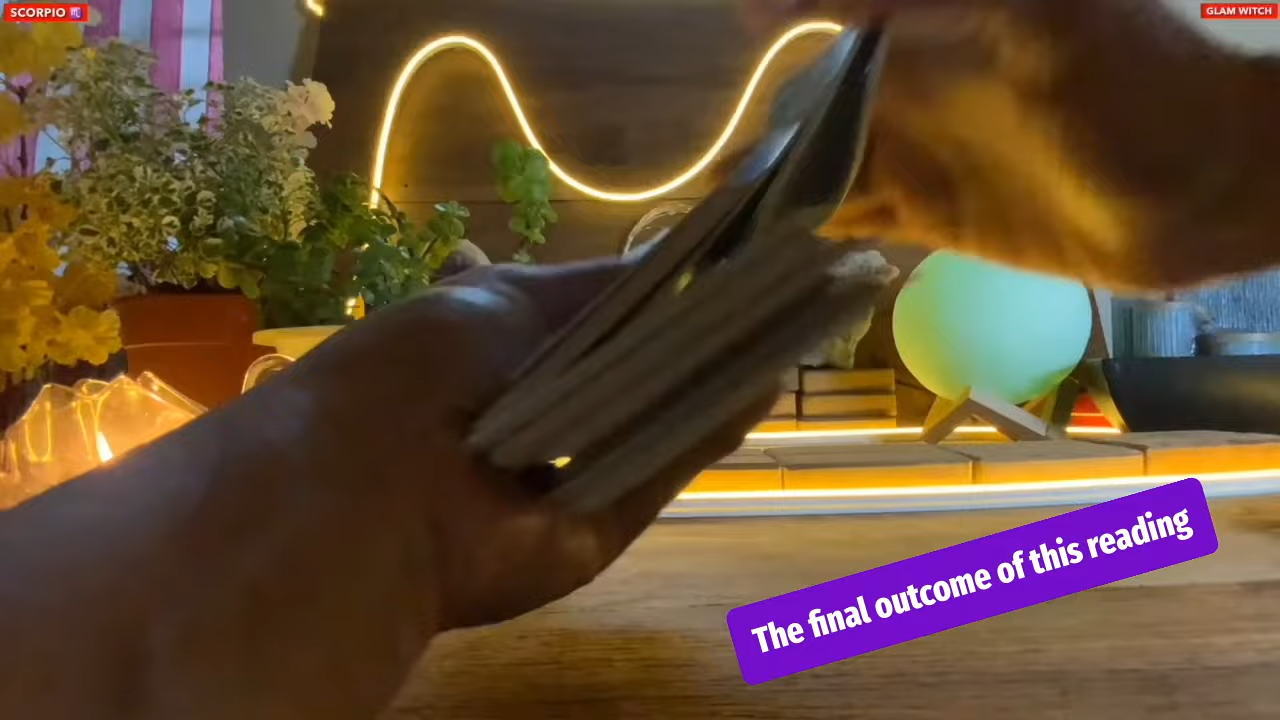 SCORPIO ♏
GLAM WITCH
The final outcome of this reading